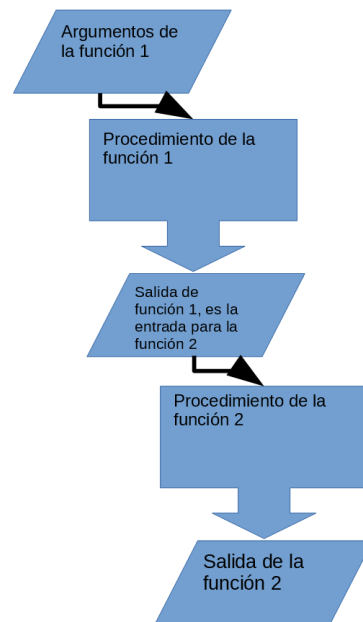 Argumentos de
la función 1
Procedimiento de la
función 1
Salida de
función 1, es la
entrada para la
función 2
Procedimiento de la
función 2
Salida de la
función 2